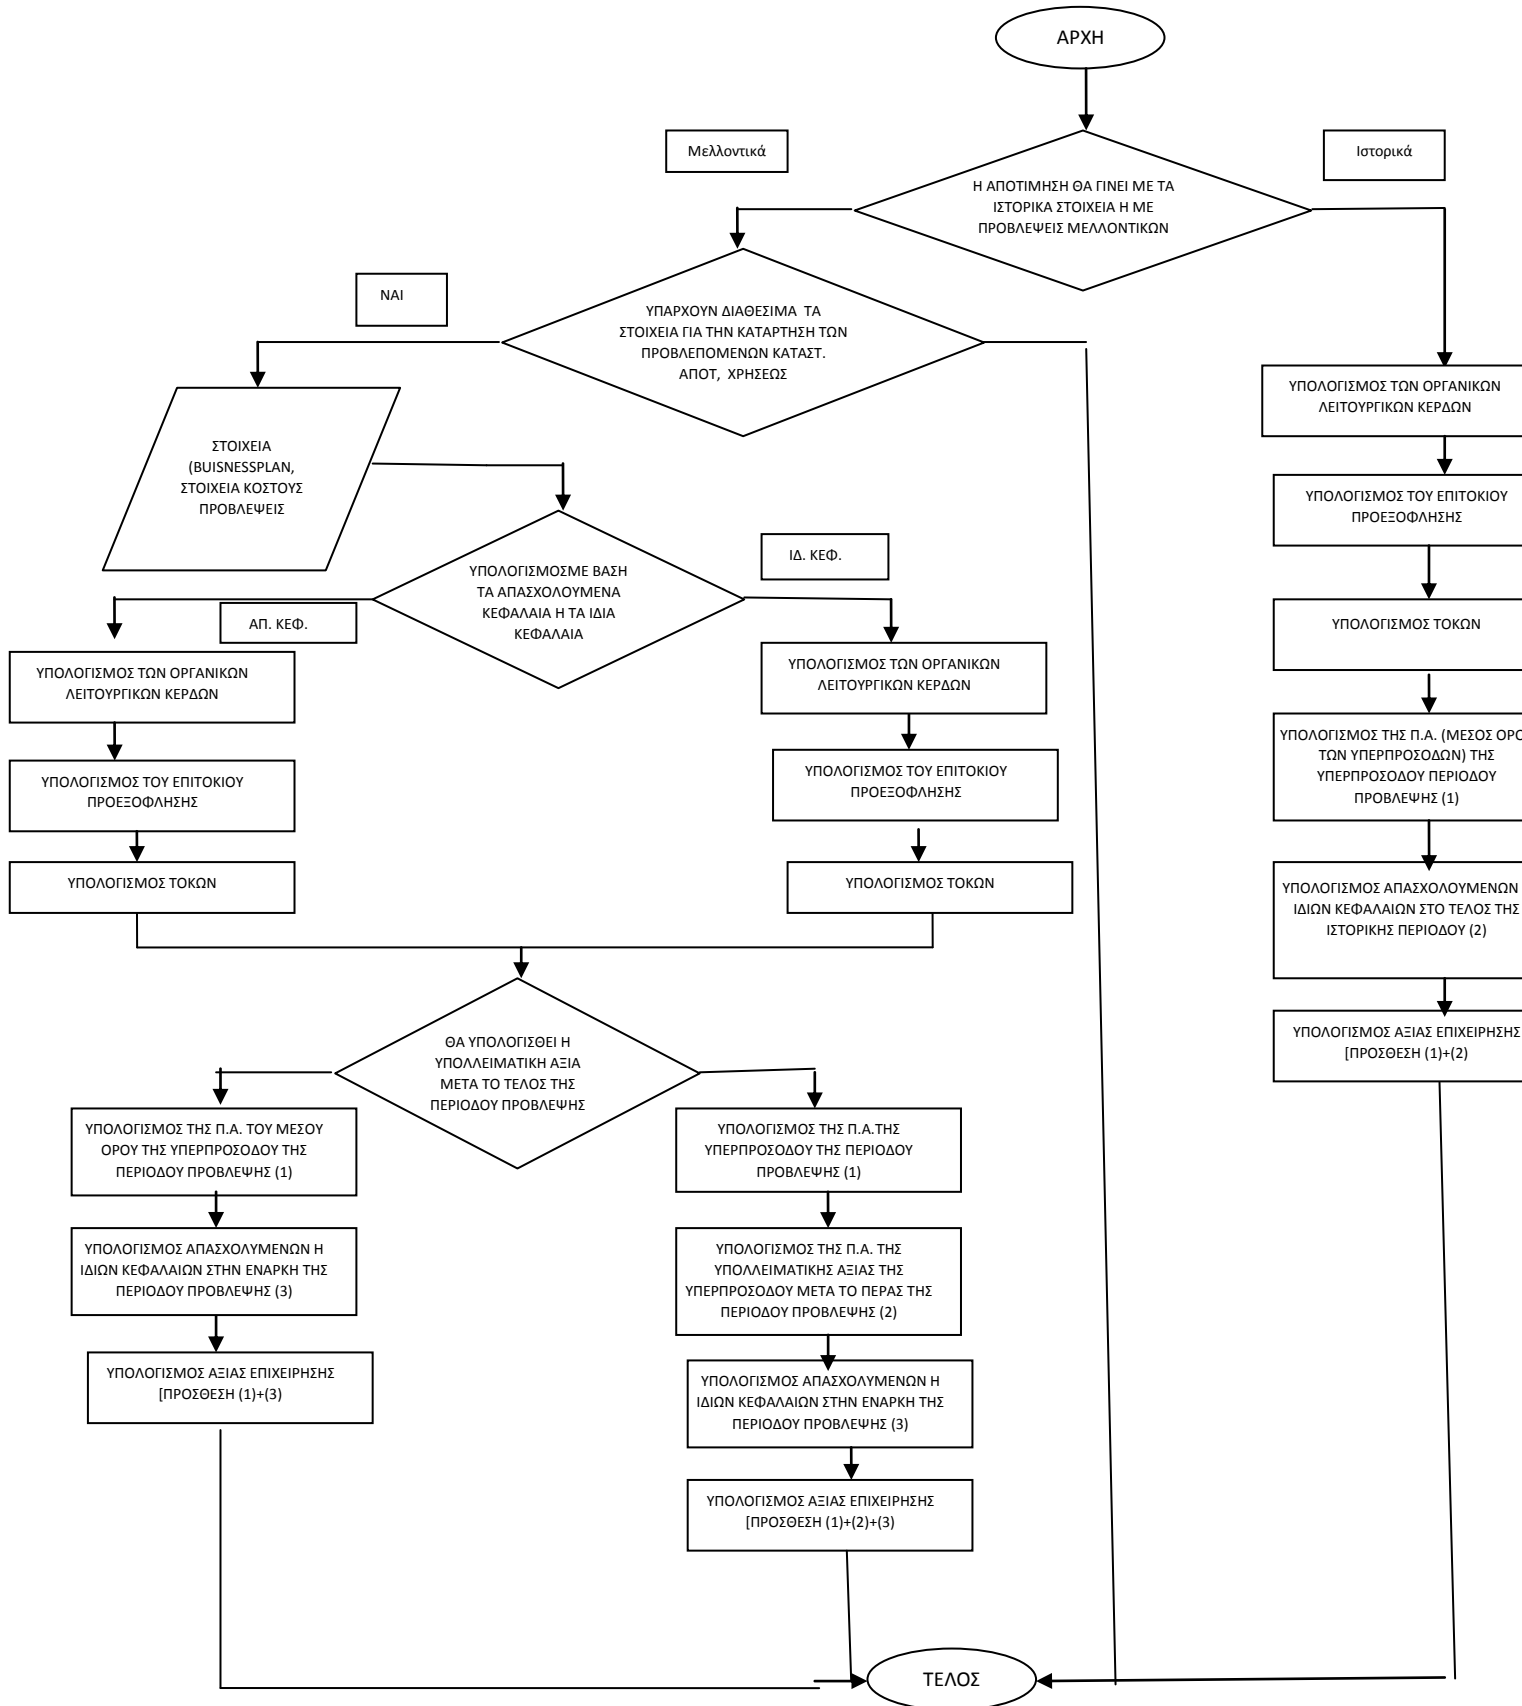 ΑΡΧΗ
Μελλοντικά
Ιστορικά
Η ΑΠΟΤΙΜΗΣΗ ΘΑ ΓΙΝΕΙ ΜΕ ΤΑ
ΙΣΤΟΡΙΚΑ ΣΤΟΙΧΕΙΑ Η ΜΕ
ΠΡΟΒΛΕΨΕΙΣ ΜΕΛΛΟΝΤΙΚΩΝ
ΝΑΙ
ΥΠΑΡΧΟΥΝ ΔΙΑΘΕΣΙΜΑ ΤΑ
ΣΤΟΙΧΕΙΑ ΓΙΑ ΤΗΝ ΚΑΤΑΡΤΗΣΗ ΤΩΝ
ΠΡΟΒΛΕΠΟΜΕΝΩΝ ΚΑΤΑΣΤ.
ΑΠΟΤ, ΧΡΗΣΕΩΣ
ΣΤΟΙΧΕΙΑ
(BUISNESSPLAN,
ΣΤΟΙΧΕΙΑ ΚΟΣΤΟΥΣ
ΠΡΟΒΛΕΨΕΙΣ
ΥΠΟΛΟΓΙΣΜΟΣΜΕ ΒΑΣΗ
ΤΑ ΑΠΑΣΧΟΛΟΥΜΕΝΑ
ΚΕΦΑΛΑΙΑ Η ΤΑ ΙΔΙΑ
ΚΕΦΑΛΑΙΑ
ΙΔ. ΚΕΦ.
ΑΠ. ΚΕΦ.
ΥΠΟΛΟΓΙΣΜΟΣ ΤΩΝ ΟΡΓΑΝΙΚΩΝ
ΛΕΙΤΟΥΡΓΙΚΩΝ ΚΕΡΔΩΝ
ΥΠΟΛΟΓΙΣΜΟΣ ΤΟΥ ΕΠΙΤΟΚΙΟΥ
ΠΡΟΕΞΟΦΛΗΣΗΣ
ΥΠΟΛΟΓΙΣΜΟΣ ΤΟΚΩΝ
ΥΠΟΛΟΓΙΣΜΟΣ ΤΩΝ ΟΡΓΑΝΙΚΩΝ
ΛΕΙΤΟΥΡΓΙΚΩΝ ΚΕΡΔΩΝ
ΥΠΟΛΟΓΙΣΜΟΣ ΤΟΥ ΕΠΙΤΟΚΙΟΥ
ΠΡΟΕΞΟΦΛΗΣΗΣ
ΥΠΟΛΟΓΙΣΜΟΣ ΤΟΚΩΝ
ΘΑ ΥΠΟΛΟΓΙΣΘΕΙ Η
ΥΠΟΛΛΕΙΜΑΤΙΚΗ ΑΞΙΑ
ΜΕΤΑ ΤΟ ΤΕΛΟΣ ΤΗΣ
ΠΕΡΙΟΔΟΥ ΠΡΟΒΛΕΨΗΣ
ΥΠΟΛΟΓΙΣΜΟΣ ΤΗΣ Π.Α. ΤΟΥ ΜΕΣΟΥ
ΟΡΟΥ ΤΗΣ ΥΠΕΡΠΡΟΣΟΔΟΥ ΤΗΣ
ΠΕΡΙΟΔΟΥ ΠΡΟΒΛΕΨΗΣ (1)
ΥΠΟΛΟΓΙΣΜΟΣ ΑΠΑΣΧΟΛΥΜΕΝΩΝ Η
ΙΔΙΩΝ ΚΕΦΑΛΑΙΩΝ ΣΤΗΝ ΕΝΑΡΚΗ ΤΗΣ
ΠΕΡΙΟΔΟΥ ΠΡΟΒΛΕΨΗΣ (3)
ΥΠΟΛΟΓΙΣΜΟΣ ΑΞΙΑΣ ΕΠΙΧΕΙΡΗΣΗΣ
[ΠΡΟΣΘΕΣΗ (1)+(3)
ΥΠΟΛΟΓΙΣΜΟΣ ΤΗΣ Π.Α.ΤΗΣ
ΥΠΕΡΠΡΟΣΟΔΟΥ ΤΗΣ ΠΕΡΙΟΔΟΥ
ΠΡΟΒΛΕΨΗΣ (1)
ΥΠΟΛΟΓΙΣΜΟΣ ΤΗΣ Π.Α. ΤΗΣ
ΥΠΟΛΛΕΙΜΑΤΙΚΗΣ ΑΞΙΑΣ ΤΗΣ
ΥΠΕΡΠΡΟΣΟΔΟΥ ΜΕΤΑ ΤΟ ΠΕΡΑΣ ΤΗΣ
ΠΕΡΙΟΔΟΥ ΠΡΟΒΛΕΨΗΣ (2)
ΥΠΟΛΟΓΙΣΜΟΣ ΑΠΑΣΧΟΛΥΜΕΝΩΝ Η
ΙΔΙΩΝ ΚΕΦΑΛΑΙΩΝ ΣΤΗΝ ΕΝΑΡΚΗ ΤΗΣ
ΠΕΡΙΟΔΟΥ ΠΡΟΒΛΕΨΗΣ (3)
ΥΠΟΛΟΓΙΣΜΟΣ ΑΞΙΑΣ ΕΠΙΧΕΙΡΗΣΗΣ
[ΠΡΟΣΘΕΣΗ (1)+(2)+(3)
ΥΠΟΛΟΓΙΣΜΟΣ ΤΩΝ ΟΡΓΑΝΙΚΩΝ
ΛΕΙΤΟΥΡΓΙΚΩΝ ΚΕΡΔΩΝ
ΥΠΟΛΟΓΙΣΜΟΣ ΤΟΥ ΕΠΙΤΟΚΙΟΥ
ΠΡΟΕΞΟΦΛΗΣΗΣ
ΥΠΟΛΟΓΙΣΜΟΣ ΤΟΚΩΝ
ΥΠΟΛΟΓΙΣΜΟΣ ΤΗΣ Π.Α. (ΜΕΣΟΣ
ΤΩΝ ΥΠΕΡΠΡΟΣΟΔΩΝ) ΤΗΣ
ΥΠΕΡΠΡΟΣΟΔΟΥ ΠΕΡΙΟΔΟΥ
ΠΡΟΒΛΕΨΗΣ (1)
ΥΠΟΛΟΓΙΣΜΟΣ ΑΠΑΣΧΟΛΟΥΜΕΝΩΝ
ΙΔΙΩΝ ΚΕΦΑΛΑΙΩΝ ΣΤΟ ΤΕΛΟΣ ΤΗΣ
ΙΣΤΟΡΙΚΗΣ ΠΕΡΙΟΔΟΥ (2)
ΥΠΟΛΟΓΙΣΜΟΣ ΑΞΙΑΣ ΕΠΙΧΕΙΡΗΣΗΣ
[ΠΡΟΣΘΕΣΗ (1)+(2)
ΤΕΛΟΣ